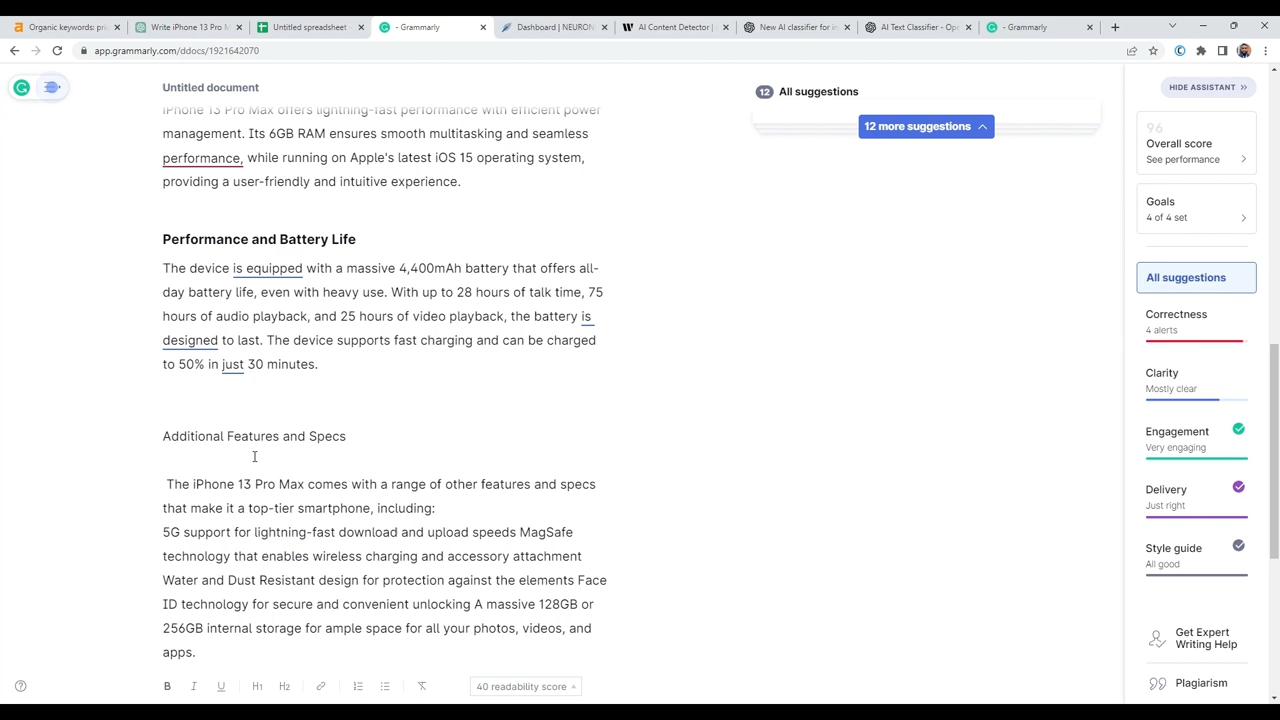 Organic keywords: pri
Write iPhone 13 Pro M
Untitled spreadsheet
- Grammarly
Dashboard | NEURON
AI Content Detector |
New AI classifier for in
AI Text Classifier - Ope
- Grammarly
app.grammarly.com/ddocs/1921642070
Untitled document
12 All suggestions
HIDE ASSISTANT
iPhone 13 Pro Max offers lightning-fast performance with efficient power
management. Its 6GB RAM ensures smooth multitasking and seamless
performance, while running on Apple's latest iOS 15 operating system,
providing a user-friendly and intuitive experience.
12 more suggestions
Performance and Battery Life
The device is equipped with a massive 4,400mAh battery that offers all-
day battery life, even with heavy use. With up to 28 hours of talk time, 75
hours of audio playback, and 25 hours of video playback, the battery is
designed to last. The device supports fast charging and can be charged
to 50% in just 30 minutes.
Additional Features and Specs
The iPhone 13 Pro Max comes with a range of other features and specs
that make it a top-tier smartphone, including:
5G support for lightning-fast download and upload speeds MagSafe
technology that enables wireless charging and accessory attachment
Water and Dust Resistant design for protection against the elements Face
ID technology for secure and convenient unlocking A massive 128GB or
256GB internal storage for ample space for all your photos, videos, and
apps.
B I U H1 H2
40 readability score
96
Overall score
See performance
Goals
4 of 4 set
All suggestions
Correctness
4 alerts
Clarity
Mostly clear
Engagement
Very engaging
Delivery
Just right
Style guide
All good
Get Expert
Writing Help
Plagiarism